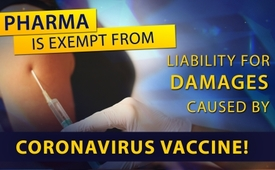 PHARMA
IS EXEMPT FROM
LIABILITY FOR
DAMAGES
CAUSED BY
CORONAVIRUS VACCINE!